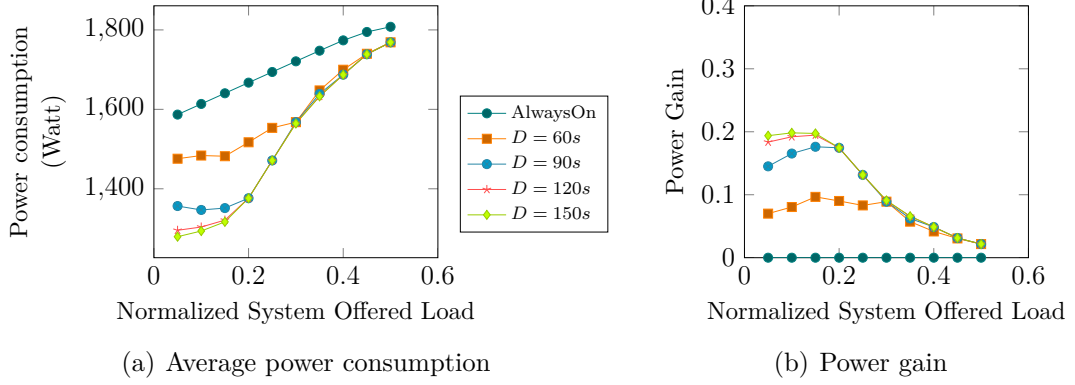 Power consumption
(Watt)
1,800
1,600
1,400
0
0.2
0.4
0.6
Normalized System Offered Load
(a) Average power consumption
AlwaysOn
D = 60s
D = 90s
D = 120s
D = 150s
Power Gain
0.4
0.3
0.2
0.1
0
0
0.2
0.4
0.6
Normalized System Offered Load
(b) Power gain